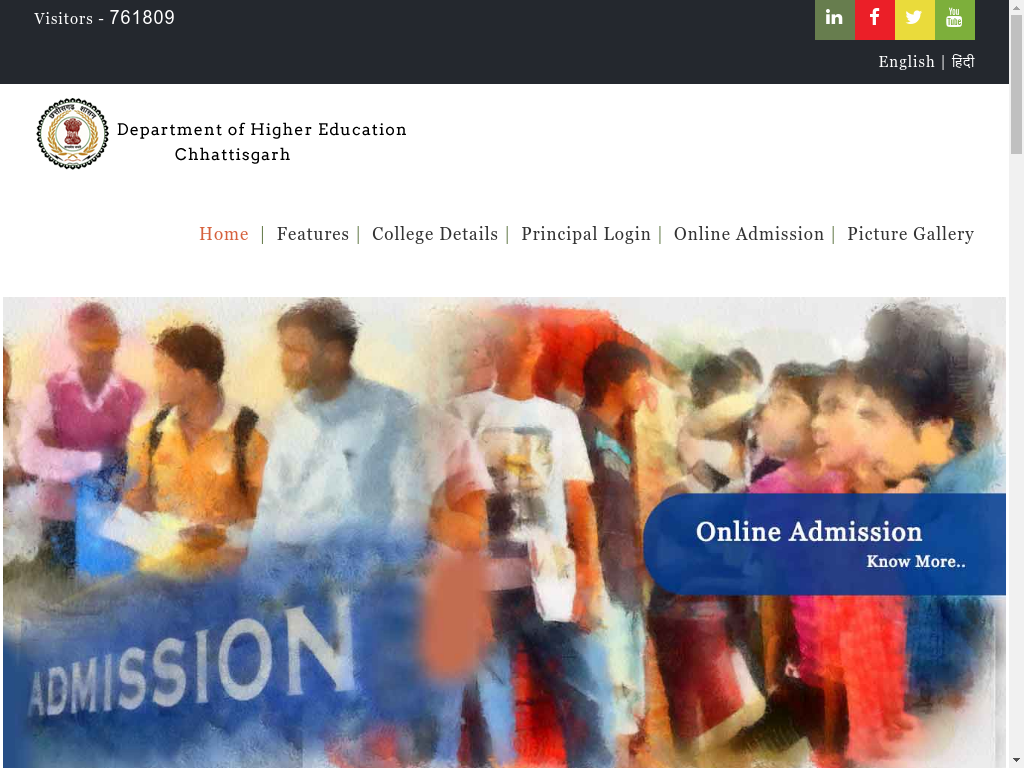 Visitors - 761809
You Tube
English | हिंदी
छत्तीसगढ़ शासन
Department of Higher Education
Chhattisgarh
Home | Features | College Details | Principal Login | Online Admission | Picture Gallery
Online Admission
Know More..
ADMISSION